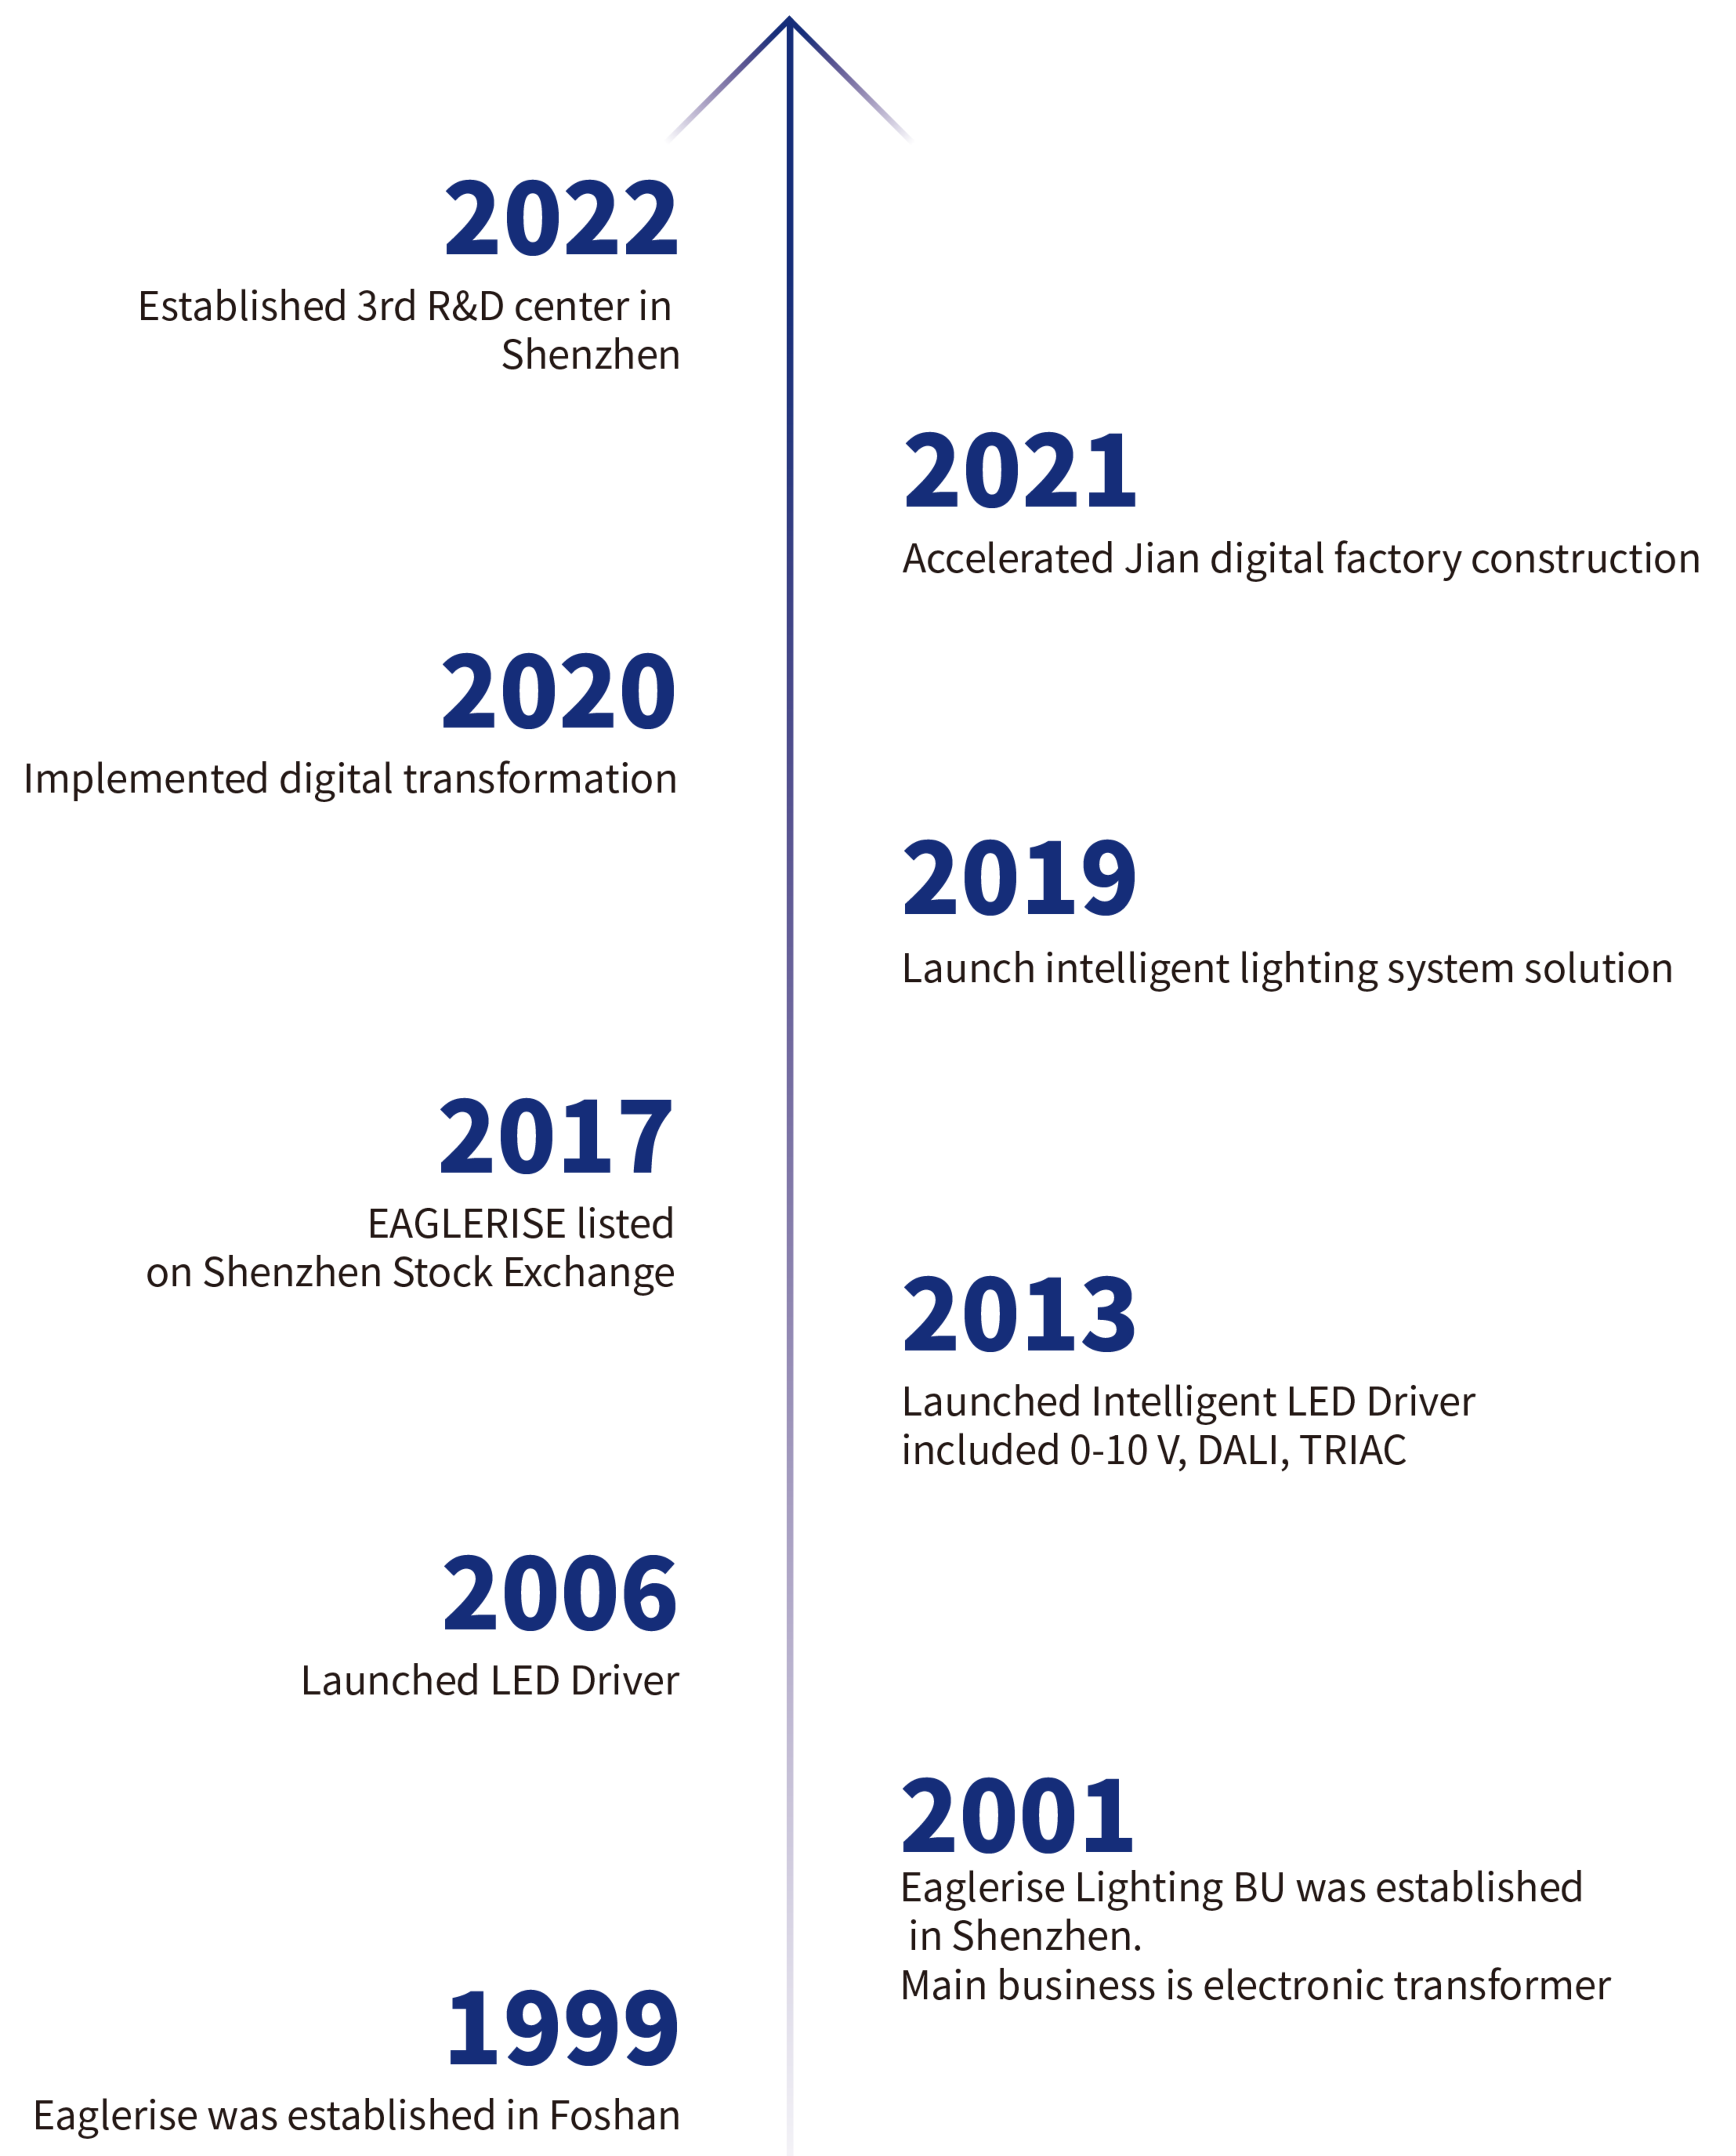 2022
Established 3rd R&D center in
Shenzhen
2021
Accelerated Jian digital factory construction
2020
Implemented digital transformation
2019
Launch intelligent lighting system solution
2017
EAGLERISE listed
on Shenzhen Stock Exchange
2013
Launched Intelligent LED Driver
included 0-10 V, DALI, TRIAC
2006
Launched LED Driver
2001
Eaglerise Lighting BU was established
in Shenzhen.
Main business is electronic transformer
1999
Eaglerise was established in Foshan